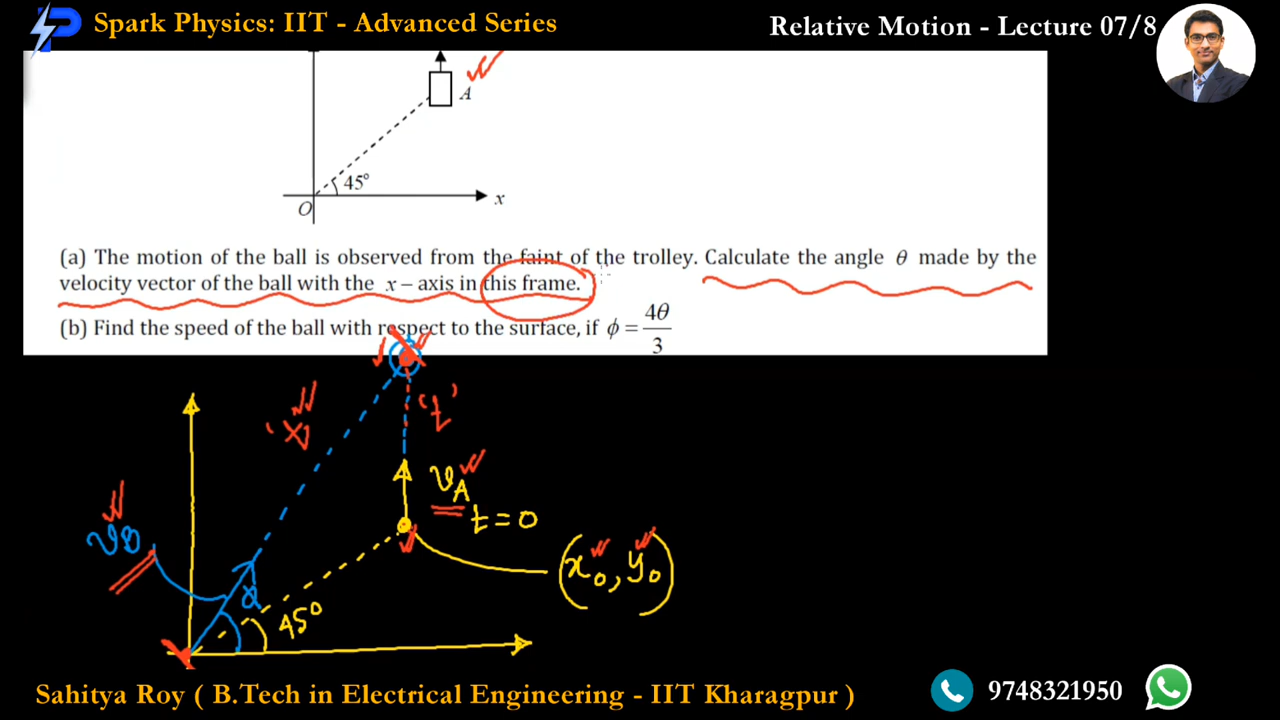 Spark Physics: IIT - Advanced Series
Relative Motion - Lecture 07/8
A
45°
O
x
(a) The motion of the ball is observed from the faint of the trolley. Calculate the angle θ made by the
velocity vector of the ball with the x – axis in this frame.
(b) Find the speed of the ball with respect to the surface, if ϕ = 4θ/3
't'
vA
t = 0
vB
α
45°
(x₀, y₀)
Sahitya Roy ( B.Tech in Electrical Engineering - IIT Kharagpur )
9748321950